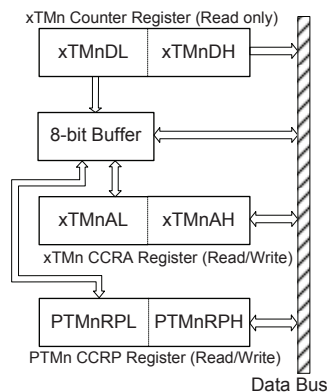 xTMn Counter Register (Read only)
xTMnDL xTMnDH
8-bit Buffer
xTMnAL xTMnAH
xTMn CCRA Register (Read/Write)
PTMnRPL PTMnRPH
PTMn CCRP Register (Read/Write)
Data Bus